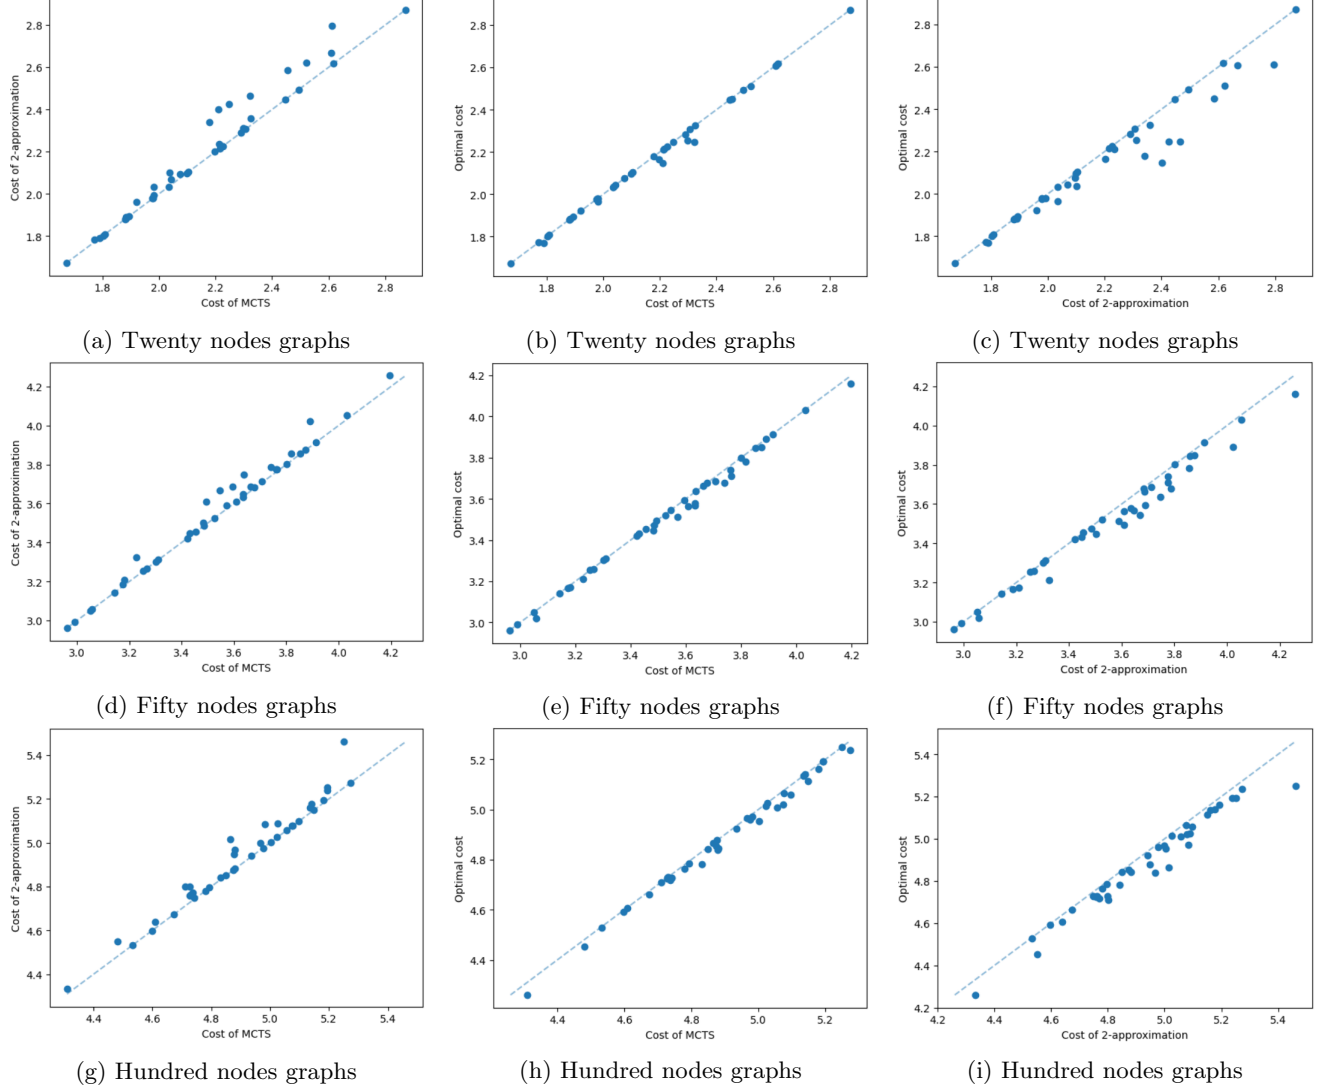 2.8
2.6
2.4
2.2
2.0
1.8
Cost of 2-approximation
1.8 2.0 2.2 2.4 2.6 2.8
Cost of MCTS
(a) Twenty nodes graphs
2.8
2.6
2.4
2.2
2.0
1.8
Optimal cost
1.8 2.0 2.2 2.4 2.6 2.8
Cost of MCTS
(b) Twenty nodes graphs
2.8
2.6
2.4
2.2
2.0
1.8
Optimal cost
1.8 2.0 2.2 2.4 2.6 2.8
Cost of 2-approximation
(c) Twenty nodes graphs
4.2
4.0
3.8
3.6
3.4
3.2
3.0
Cost of 2-approximation
3.0 3.2 3.4 3.6 3.8 4.0 4.2
Cost of MCTS
(d) Fifty nodes graphs
4.2
4.0
3.8
3.6
3.4
3.2
3.0
Optimal cost
3.0 3.2 3.4 3.6 3.8 4.0 4.2
Cost of MCTS
(e) Fifty nodes graphs
4.2
4.0
3.8
3.6
3.4
3.2
3.0
Optimal cost
3.0 3.2 3.4 3.6 3.8 4.0 4.2
Cost of 2-approximation
(f) Fifty nodes graphs
5.4
5.2
5.0
4.8
4.6
4.4
Cost of 2-approximation
4.4 4.6 4.8 5.0 5.2
Cost of MCTS
(g) Hundred nodes graphs
5.2
5.0
4.8
4.6
4.4
Optimal cost
4.4 4.6 4.8 5.0 5.2
Cost of MCTS
(h) Hundred nodes graphs
5.4
5.2
5.0
4.8
4.6
4.4
4.2
Optimal cost
4.2 4.4 4.6 4.8 5.0 5.2 5.4
Cost of 2-approximation
(i) Hundred nodes graphs